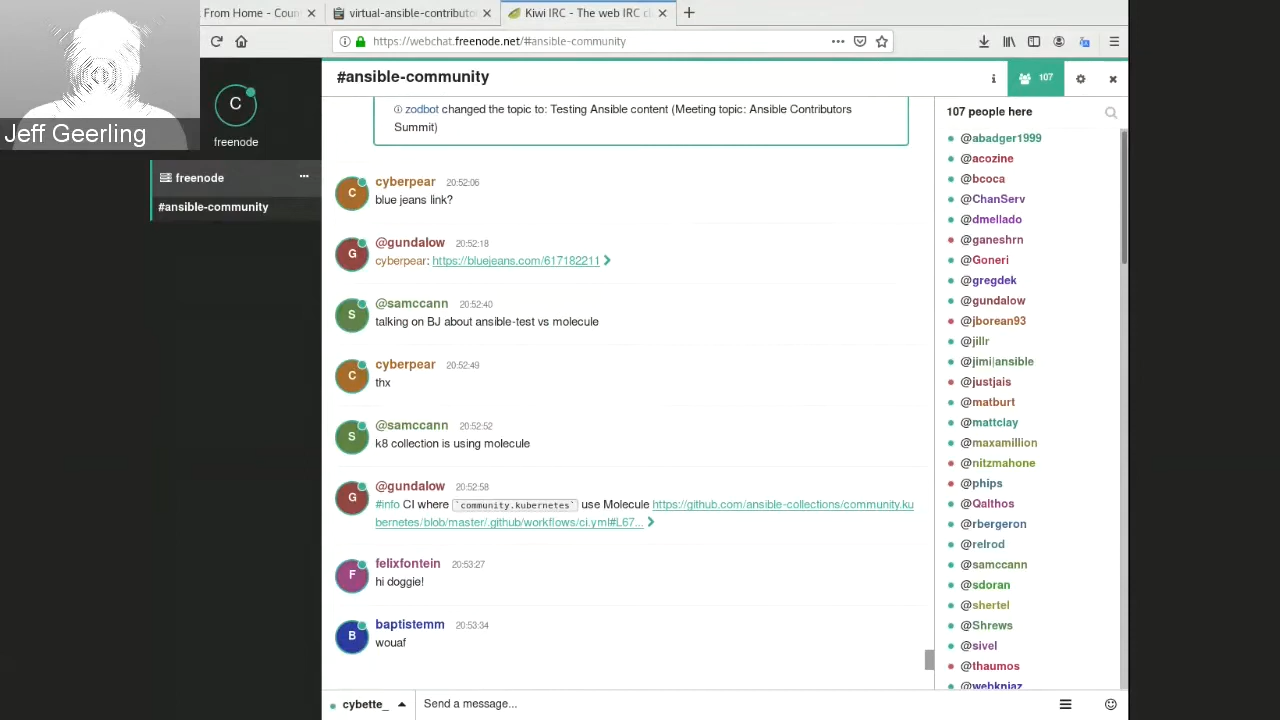 From Home - Coun
virtual-ansible-contributo
Kiwi IRC - The web IRC cl
https://webchat.freenode.net/#ansible-community
Jeff Geerling
C
freenode
freenode
#ansible-community
#ansible-community
107
zodbot changed the topic to: Testing Ansible content (Meeting topic: Ansible Contributors
Summit)
C
cyberpear 20:52:06
blue jeans link?
G
@gundalow 20:52:18
cyberpear: https://bluejeans.com/617182211
S
@samccann 20:52:40
talking on BJ about ansible-test vs molecule
C
cyberpear 20:52:49
thx
S
@samccann 20:52:52
k8 collection is using molecule
G
@gundalow 20:52:58
#info CI where `community.kubernetes` use Molecule https://github.com/ansible-collections/community.ku
bernetes/blob/master/.github/workflows/ci.yml#L67...
F
felixfontein 20:53:27
hi doggie!
B
baptistemm 20:53:34
wouaf
cybette_
Send a message...
107 people here
@abadger1999
@acozine
@bcoca
@ChanServ
@dmellado
@ganeshrn
@Goneri
@gregdek
@gundalow
@jborean93
@jillr
@jimi|ansible
@justjais
@matburt
@mattclay
@maxamillion
@nitzmahone
@phips
@Qalthos
@rbergeron
@relrod
@samccann
@sdoran
@shertel
@Shrews
@sivel
@thaumos
@webknjaz